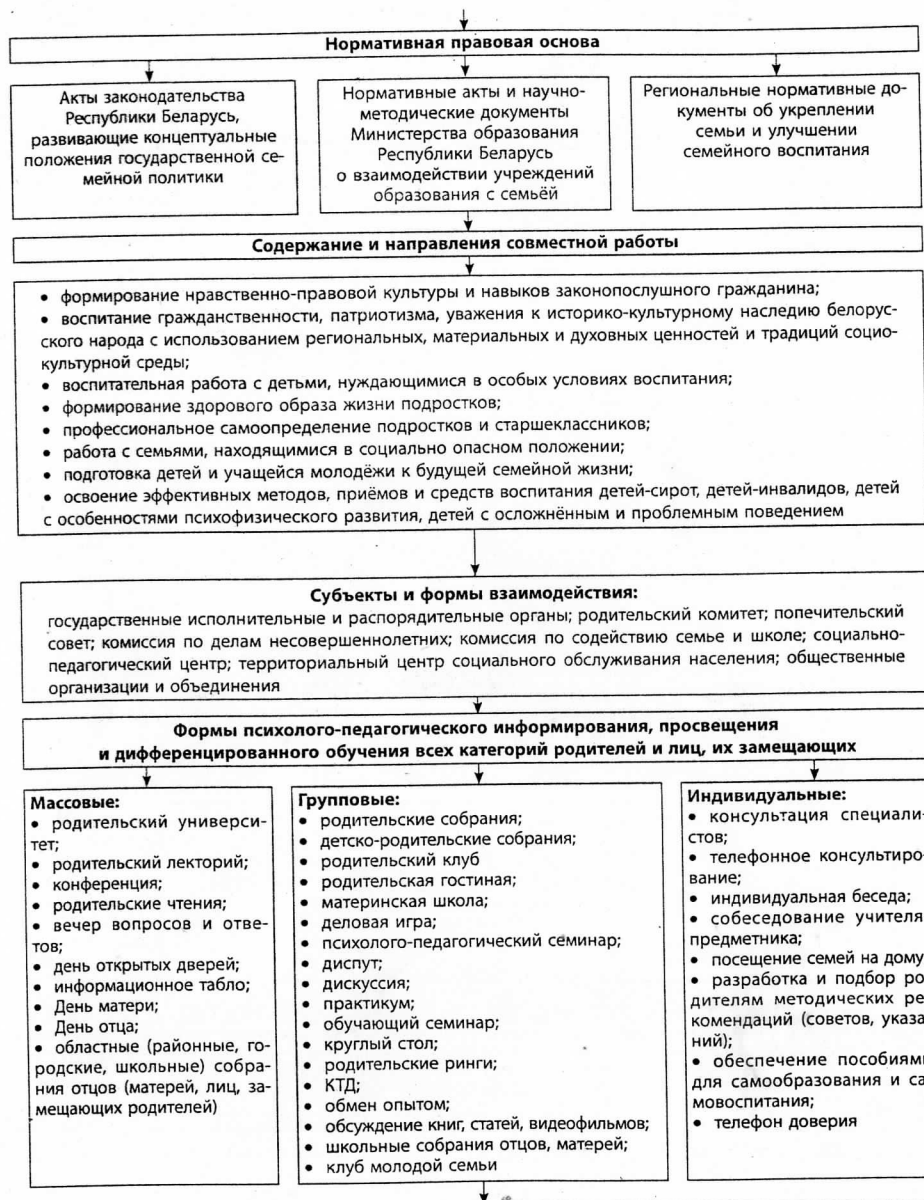 Нормативная правовая основа
Акты законодательства
Республики Беларусь,
развивающие концептуальные
положения государственной се-
мейной политики
Нормативные акты и научно-
методические документы
Министерства образования
Республики Беларусь
о взаимодействии учреждений
образования с семьёй
Региональные нормативные до-
кументы об укреплении
семьи и улучшении
семейного воспитания
Содержание и направления совместной работы
• формирование нравственно-правовой культуры и навыков законопослушного гражданина;
• воспитание гражданственности, патриотизма, уважения к историко-культурному наследию белорус-
ского народа с использованием региональных, материальных и духовных ценностей и традиций социо-
культурной среды;
• воспитательная работа с детьми, нуждающимися в особых условиях воспитания;
• формирование здорового образа жизни подростков;
• профессиональное самоопределение подростков и старшеклассников;
• работа с семьями, находящимися в социально опасном положении;
• подготовка детей и учащейся молодёжи к будущей семейной жизни;
• освоение эффективных методов, приёмов и средств воспитания детей-сирот, детей-инвалидов, детей
с особенностями психофизического развития, детей с осложнённым и проблемным поведением
Субъекты и формы взаимодействия:
государственные исполнительные и распорядительные органы; родительский комитет; попечительский
совет; комиссия по делам несовершеннолетних; комиссия по содействию семье и школе; социально-
педагогический центр; территориальный центр социального обслуживания населения; общественные
организации и объединения
Формы психолого-педагогического информирования, просвещения
и дифференцированного обучения всех категорий родителей и лиц, их замещающих
Массовые:
• родительский универси-
тет;
• родительский лекторий;
• конференция;
• родительские чтения;
• вечер вопросов и отве-
тов;
• день открытых дверей;
• информационное табло;
• День матери;
• День отца;
• областные (районные, го-
родские, школьные) собра-
ния отцов (матерей, лиц, за-
мещающих родителей)
Групповые:
• родительские собрания;
• детско-родительские собрания;
• родительский клуб
• родительская гостиная;
• материнская школа;
• деловая игра;
• психолого-педагогический семинар;
• диспут;
• дискуссия;
• практикум;
• обучающий семинар;
• круглый стол;
• родительские ринги;
• КТД;
• обмен опытом;
• обсуждение книг, статей, видеофильмов;
• школьные собрания отцов, матерей;
• клуб молодой семьи
Индивидуальные:
• консультация специали-
стов;
• телефонное консультиро-
вание;
• индивидуальная беседа;
• собеседование учителя
предметника;
• посещение семей на дому
• разработка и подбор ро-
дителям методических ре
комендаций (советов, указа
ний);
• обеспечение пособиями
для самообразования и са
мовоспитания;
• телефон доверия